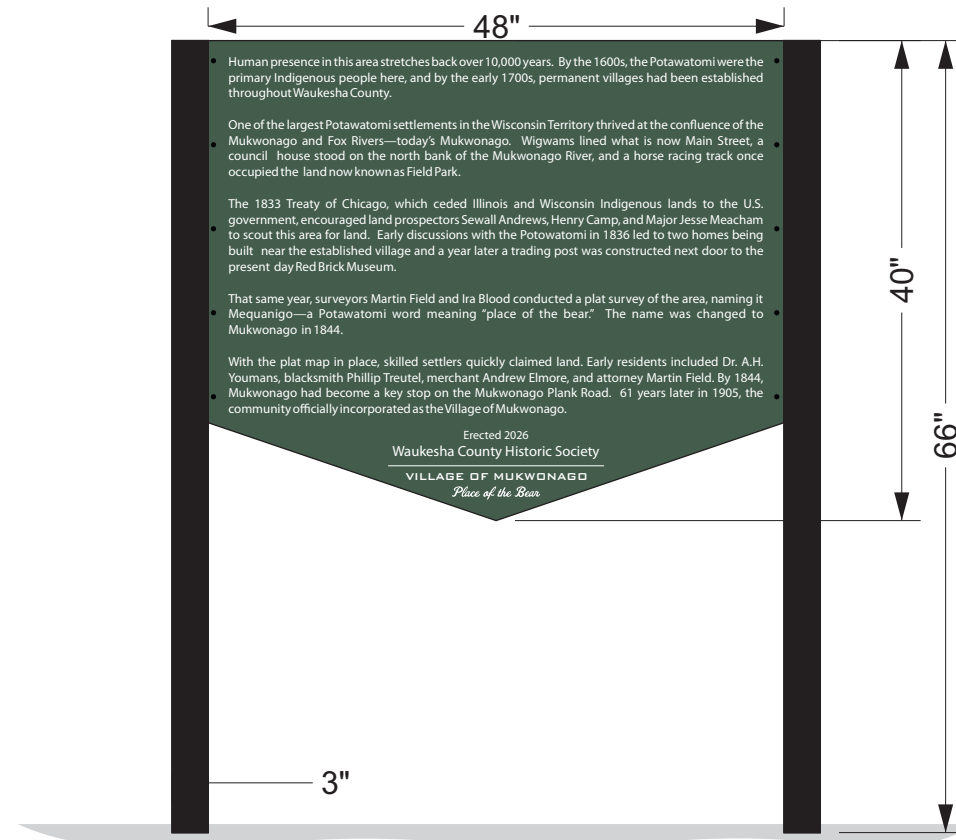 48"
Human presence in this area stretches back over 10,000 years. By the 1600s, the Potawatomi were the
primary Indigenous people here, and by the early 1700s, permanent villages had been established
throughout Waukesha County.
One of the largest Potawatomi settlements in the Wisconsin Territory thrived at the confluence of the
Mukwonago and Fox Rivers—today's Mukwonago. Wigwams lined what is now Main Street, a
council house stood on the north bank of the Mukwonago River, and a horse racing track once
occupied the land now known as Field Park.
The 1833 Treaty of Chicago, which ceded Illinois and Wisconsin Indigenous lands to the U.S.
government, encouraged land prospectors Sewall Andrews, Henry Camp, and Major Jesse Meacham
to scout this area for land. Early discussions with the Potowatomi in 1836 led to two homes being
built near the established village and a year later a trading post was constructed next door to the
present day Red Brick Museum.
That same year, surveyors Martin Field and Ira Blood conducted a plat survey of the area, naming it
Mequanigo—a Potawatomi word meaning “place of the bear.” The name was changed to
Mukwonago in 1844.
With the plat map in place, skilled settlers quickly claimed land. Early residents included Dr. A.H.
Youmans, blacksmith Phillip Treutel, merchant Andrew Elmore, and attorney Martin Field. By 1844,
Mukwonago had become a key stop on the Mukwonago Plank Road. 61 years later in 1905, the
community officially incorporated as the Village of Mukwonago.
Erected 2026
Waukesha County Historic Society
VILLAGE OF MUKWONAGO
Place of the Bear
40"
66"
3"